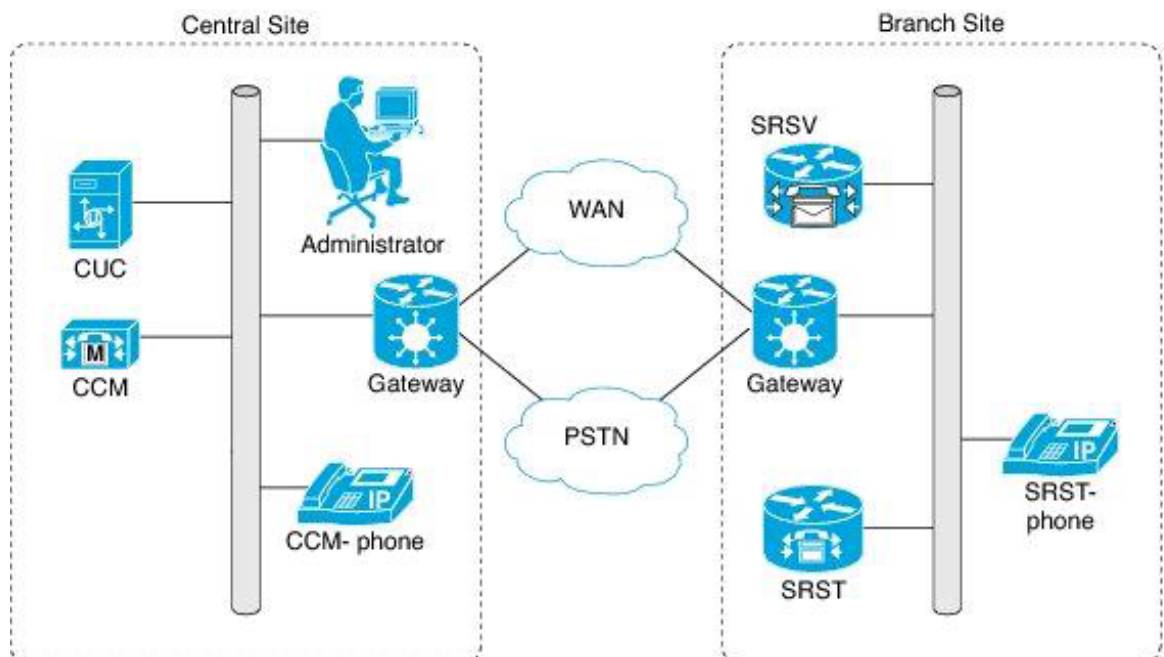 Central Site
Branch Site
SRSV
WAN
CUC
Administrator
M
CCM
Gateway
Gateway
PSTN
IP
IP
CCM- phone
SRST-
phone
SRST